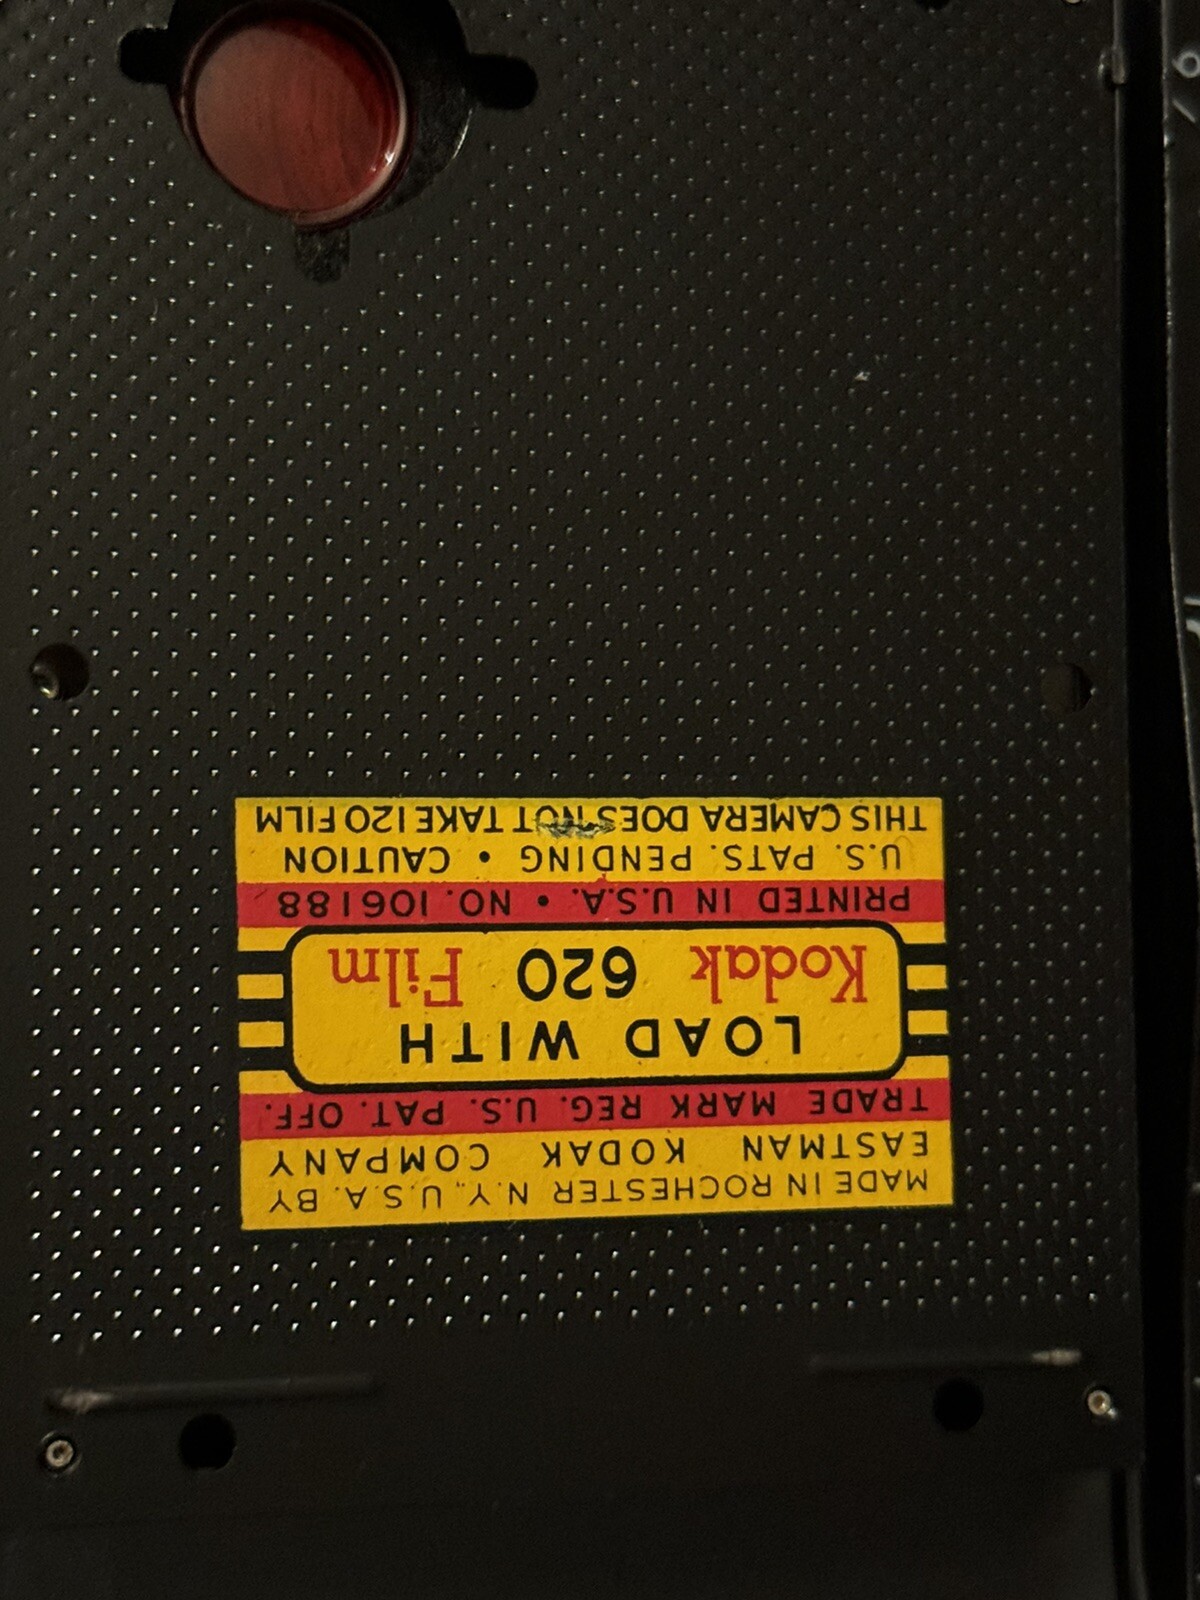 MADE IN ROCHESTER N.Y., U.S.A. BY
EASTMAN KODAK COMPANY
TRADE MARK REG. U.S. PAT. OFF.
LOAD WITH
Kodak 620 Film
PRINTED IN U.S.A. • NO. 106188
U.S. PATS. PENDING • CAUTION
THIS CAMERA DOES NOT TAKE 120 FILM